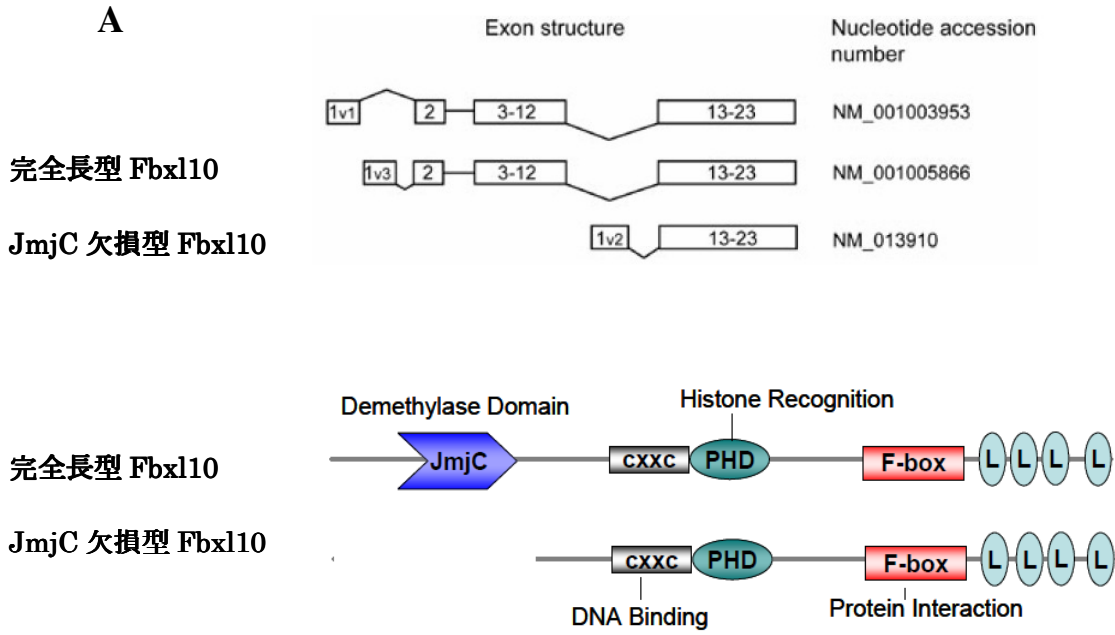 A
Exon structure
Nucleotide accession
number
1v1 2 3-12 13-23 NM_001003953
完全長型 Fbxl10
1v3 2 3-12 13-23 NM_001005866
JmjC 欠損型 Fbxl10
1v2 13-23 NM_013910
Demethylase Domain
Histone Recognition
完全長型 Fbxl10
JmjC cxxc PHD F-box L L L L
JmjC 欠損型 Fbxl10
cxxc PHD F-box L L L L
DNA Binding
Protein Interaction